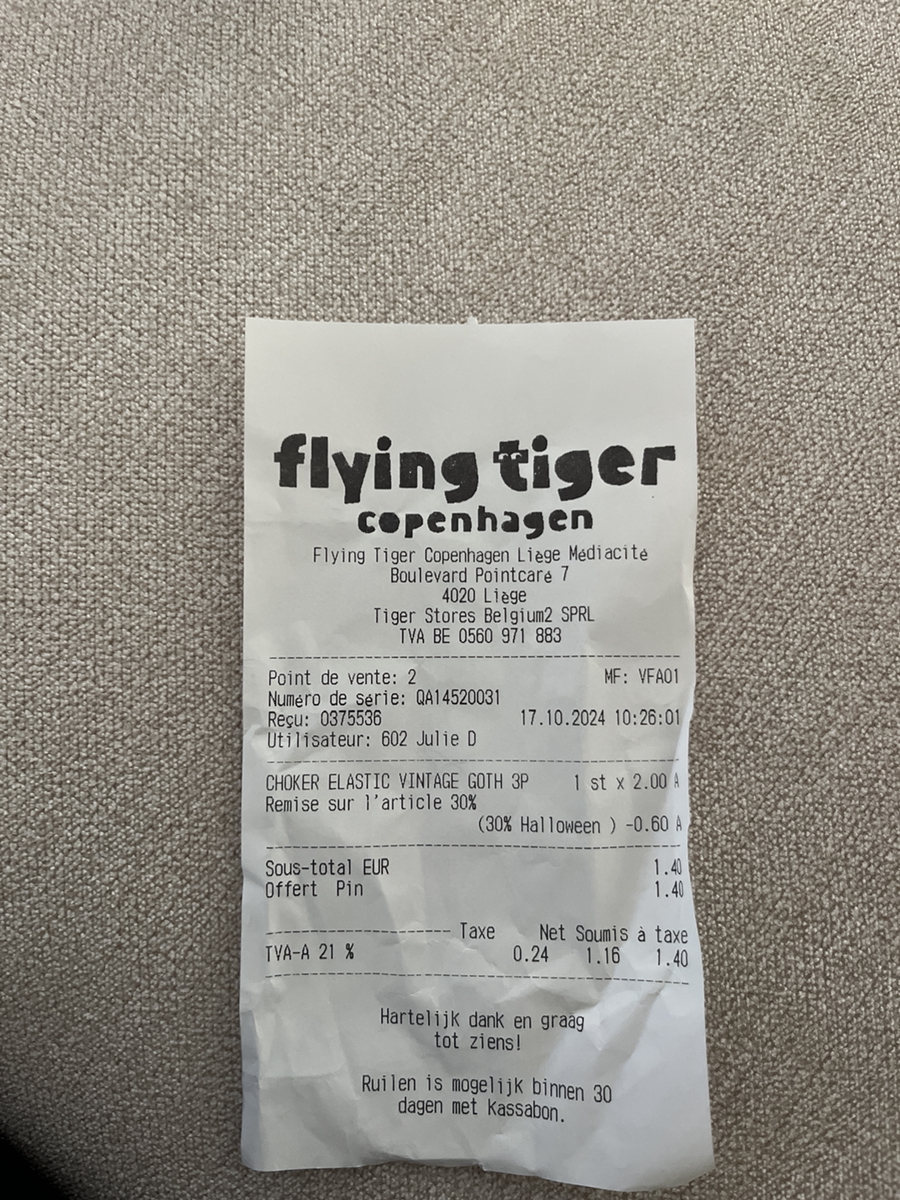 flying tiger
copenhagen
Flying Tiger Copenhagen Liège Médiacité
Boulevard Pointcaré 7
4020 Liège
Tiger Stores Belgium2 SPRL
TVA BE 0560 971 883
Point de vente: 2 MF: VFA01
Numéro de série: QA14520031
Reçu: 0375536 17.10.2024 10:26:01
Utilisateur: 602 Julie D
CHOKER ELASTIC VINTAGE GOTH 3P 1 st x 2.00 A
Remise sur l'article 30%
(30% Halloween ) -0.60 A
Sous-total EUR 1.40
Offert Pin 1.40
Taxe Net Soumis à taxe
TVA-A 21 % 0.24 1.16 1.40
Hartelijk dank en graag
tot ziens!
Ruilen is mogelijk binnen 30
dagen met kassabon.